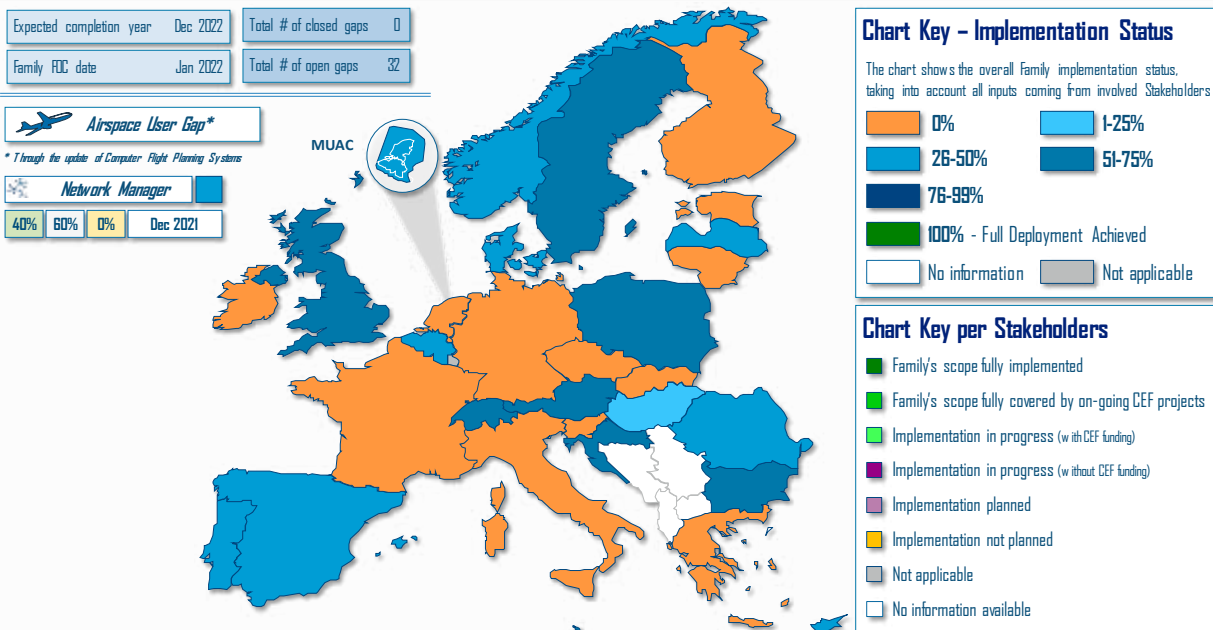 Expected completion year Dec 2022
Total # of closed gaps 0
Family FOC date Jan 2022
Total # of open gaps 32
Airspace User Gap*
* Through the update of Computer Flight Planning Systems
Network Manager
40% 60% 0% Dec 2021
MUAC
Chart Key – Implementation Status
The chart shows the overall Family implementation status,
taking into account all inputs coming from involved Stakeholders
0% 1-25%
26-50% 51-75%
76-99%
100% - Full Deployment Achieved
No information Not applicable
Chart Key per Stakeholders
Family's scope fully implemented
Family's scope fully covered by on-going CEF projects
Implementation in progress (with CEF funding)
Implementation in progress (without CEF funding)
Implementation planned
Implementation not planned
Not applicable
No information available